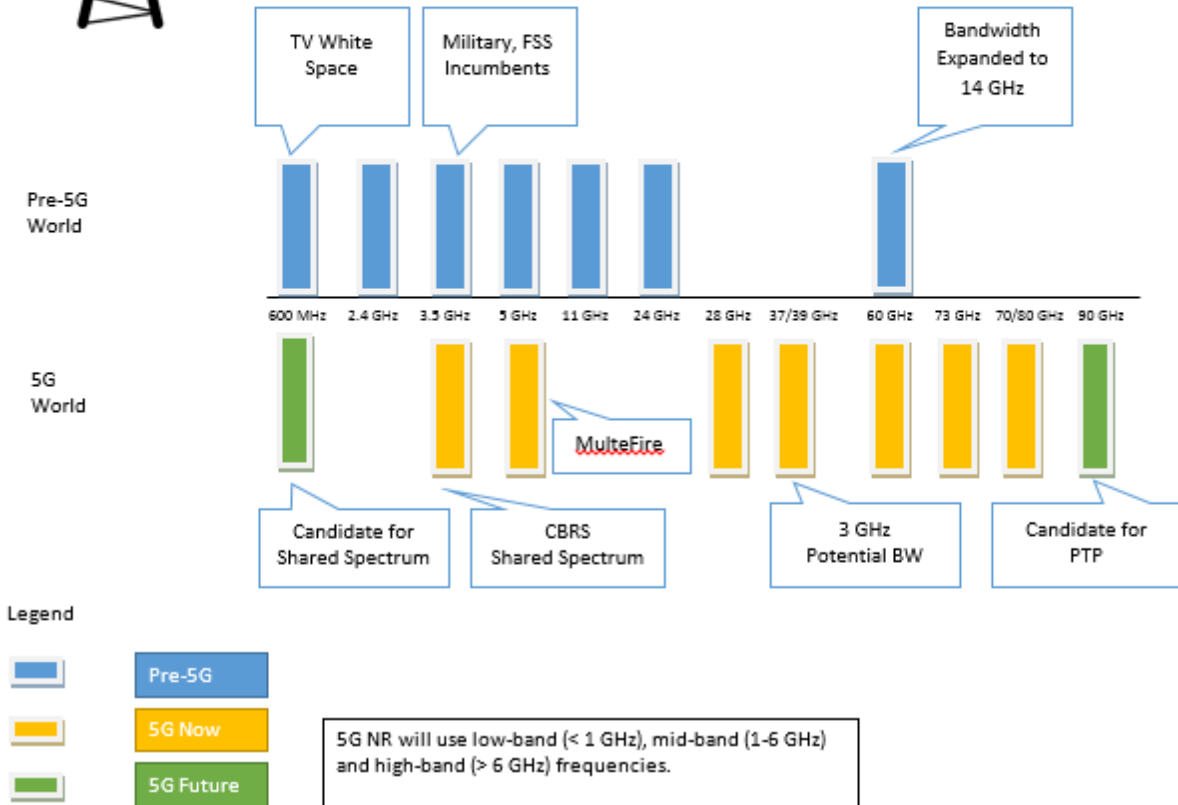 TV White
Space
Military, FSS
Incumbents
Bandwidth
Expanded to
14 GHz
Pre-5G
World
600 MHz 2.4 GHz 3.5 GHz 5 GHz 11 GHz 24 GHz 28 GHz 37/39 GHz 60 GHz 73 GHz 70/80 GHz 90 GHz
5G
World
MulteFire
Candidate for
Shared Spectrum
CBRS
Shared Spectrum
3 GHz
Potential BW
Candidate for
PTP
Legend
Pre-5G
5G Now
5G Future
5G NR will use low-band (< 1 GHz), mid-band (1-6 GHz)
and high-band (> 6 GHz) frequencies.